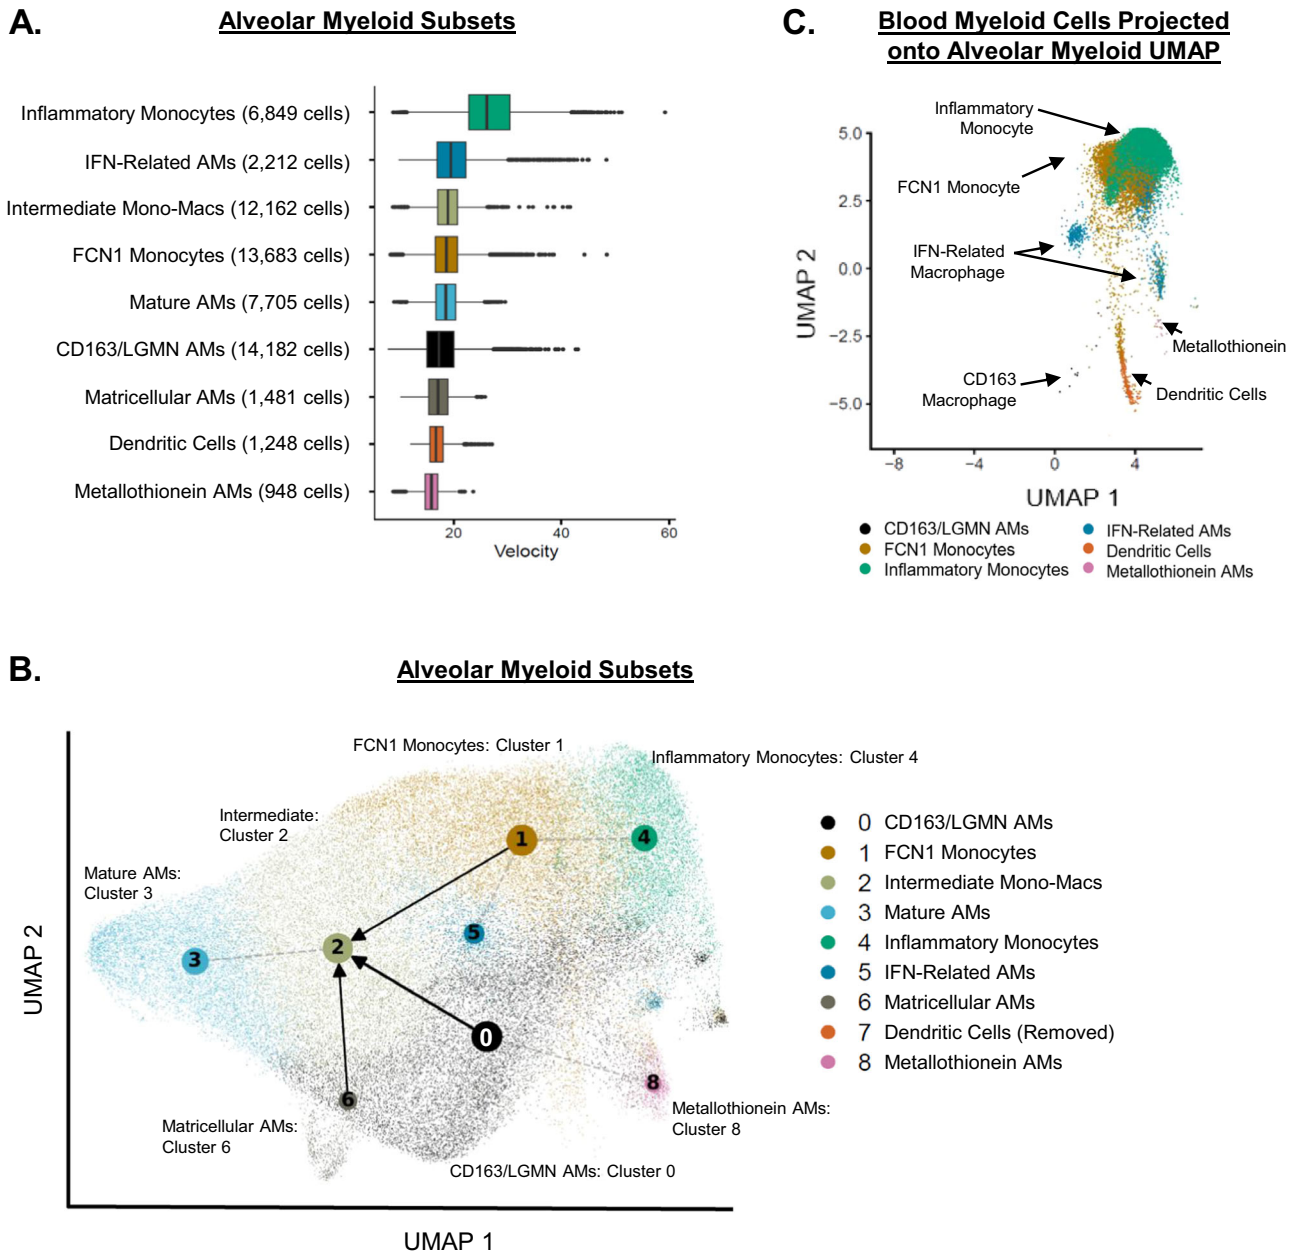 A.
Alveolar Myeloid Subsets
Inflammatory Monocytes (6,849 cells)
IFN-Related AMs (2,212 cells)
Intermediate Mono-Macs (12,162 cells)
FCN1 Monocytes (13,683 cells)
Mature AMs (7,705 cells)
CD163/LGMN AMs (14,182 cells)
Matricellular AMs (1,481 cells)
Dendritic Cells (1,248 cells)
Metallothionein AMs (948 cells)
20
40
60
Velocity
C.
Blood Myeloid Cells Projected
onto Alveolar Myeloid UMAP
Inflammatory
Monocyte
FCN1 Monocyte
IFN-Related
Macrophage
Metallothionein
CD163
Macrophage
Dendritic Cells
5.0
2.5
0.0
−2.5
−5.0
UMAP 2
−8
−4
0
4
UMAP 1
CD163/LGMN AMs
FCN1 Monocytes
Inflammatory Monocytes
IFN-Related AMs
Dendritic Cells
Metallothionein AMs
B.
Alveolar Myeloid Subsets
FCN1 Monocytes: Cluster 1
Inflammatory Monocytes: Cluster 4
Intermediate:
Cluster 2
Mature AMs:
Cluster 3
1
4
5
2
3
0
6
8
Matricellular AMs:
Cluster 6
Metallothionein AMs:
Cluster 8
CD163/LGMN AMs: Cluster 0
UMAP 2
UMAP 1
0 CD163/LGMN AMs
1 FCN1 Monocytes
2 Intermediate Mono-Macs
3 Mature AMs
4 Inflammatory Monocytes
5 IFN-Related AMs
6 Matricellular AMs
7 Dendritic Cells (Removed)
8 Metallothionein AMs